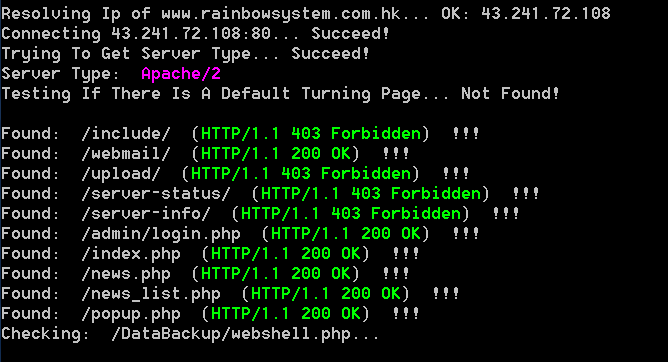 Resolving Ip of www.rainbowsystem.com.hk... OK: 43.241.72.108
Connecting 43.241.72.108:80... Succeed!
Trying To Get Server Type... Succeed!
Server Type:  Apache/2
Testing If There Is A Default Turning Page... Not Found!
Found:  /include/  (HTTP/1.1 403 Forbidden)  !!!
Found:  /webmail/  (HTTP/1.1 200 OK)  !!!
Found:  /upload/  (HTTP/1.1 403 Forbidden)  !!!
Found:  /server-status/  (HTTP/1.1 403 Forbidden)  !!!
Found:  /server-info/  (HTTP/1.1 403 Forbidden)  !!!
Found:  /admin/login.php  (HTTP/1.1 200 OK)  !!!
Found:  /index.php  (HTTP/1.1 200 OK)  !!!
Found:  /news.php  (HTTP/1.1 200 OK)  !!!
Found:  /news_list.php  (HTTP/1.1 200 OK)  !!!
Found:  /popup.php  (HTTP/1.1 200 OK)  !!!
Checking:  /DataBackup/webshell.php...